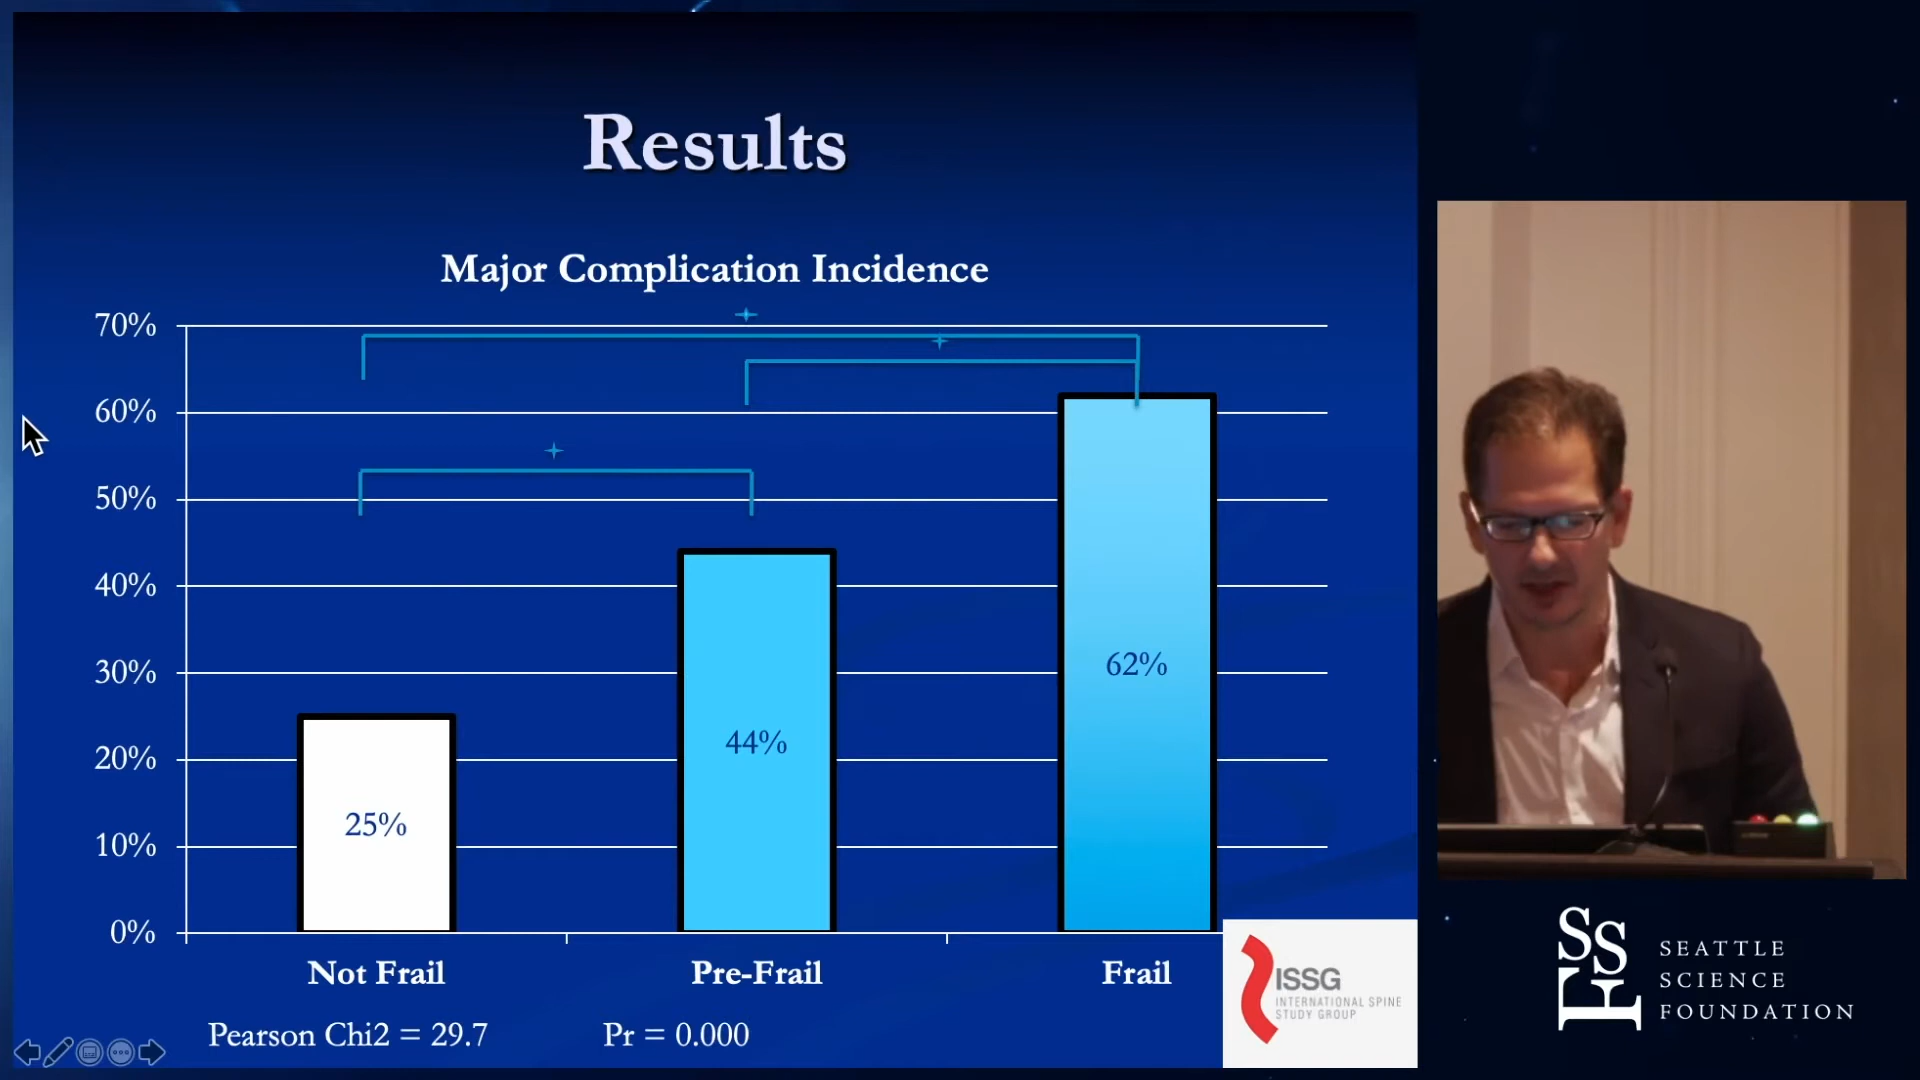 Results
Major Complication Incidence
70%
60%
50%
40%
30%
20%
10%
0%
25%
44%
62%
Not Frail
Pre-Frail
Frail
Pearson Chi2 = 29.7
Pr = 0.000
ISSG
INTERNATIONAL SPINE
STUDY GROUP
SSF
SEATTLE
SCIENCE
FOUNDATION